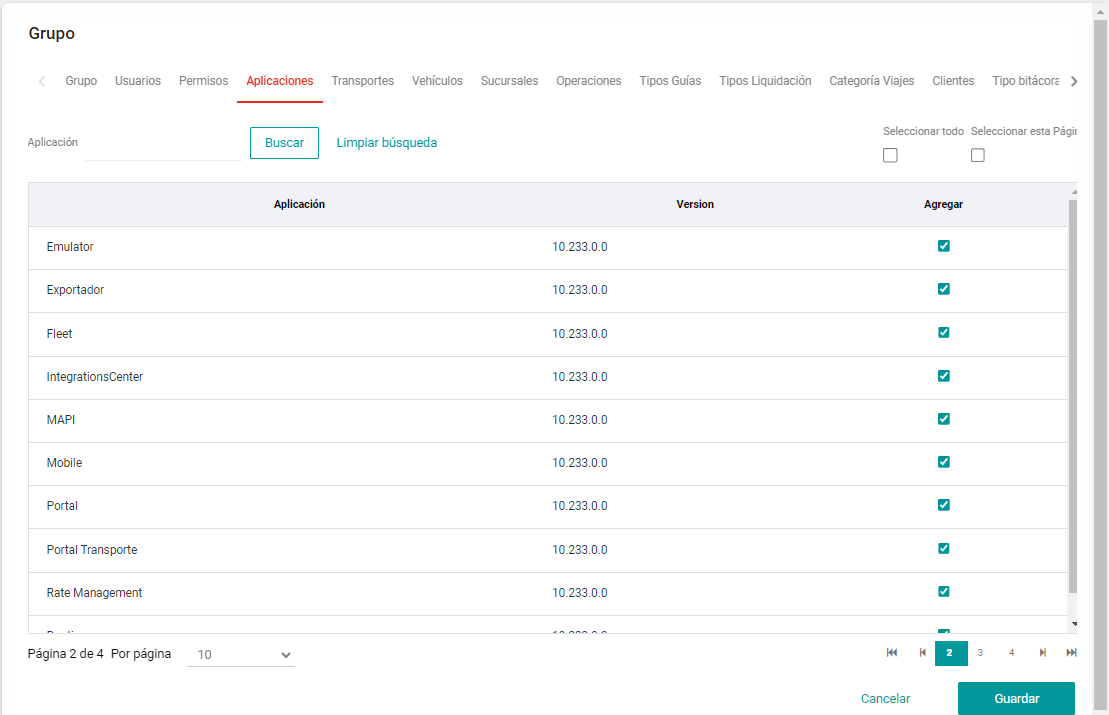 Grupo
Grupo Usuarios Permisos Aplicaciones Transportes Vehículos Sucursales Operaciones Tipos Guías Tipos Liquidación Categoría Viajes Clientes Tipo bitácora
Aplicación Buscar Limpiar búsqueda Seleccionar todo Seleccionar esta
Aplicación Version Agregar
Emulator 10.233.0.0
Exportador 10.233.0.0
Fleet 10.233.0.0
IntegrationsCenter 10.233.0.0
MAPI 10.233.0.0
Mobile 10.233.0.0
Portal 10.233.0.0
Portal Transporte 10.233.0.0
Rate Management 10.233.0.0
Página 2 de 4 Por página 10 2 3 4
Cancelar Guardar